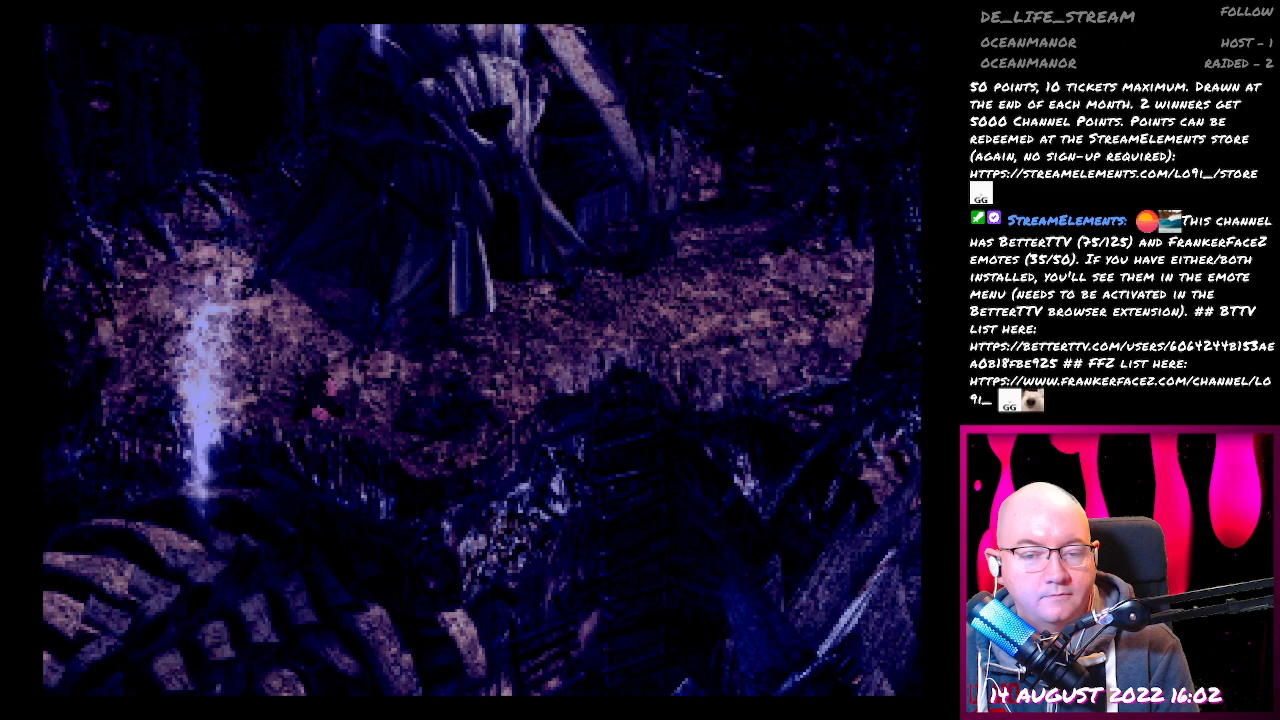 DE_LIFE_STREAM FOLLOW
OCEANMANOR HOST - 1
OCEANMANOR RAIDED - 2
50 POINTS, 10 TICKETS MAXIMUM. DRAWN AT
THE END OF EACH MONTH. 2 WINNERS GET
5000 CHANNEL POINTS. POINTS CAN BE
REDEEMED AT THE STREAMELEMENTS STORE
(AGAIN, NO SIGN-UP REQUIRED):
HTTPS://STREAMELEMENTS.COM/LO9I_/STORE
GG
STREAMELEMENTS: THIS CHANNEL
HAS BETTERTTV (75/125) AND FRANKERFACEZ
EMOTES (35/50). IF YOU HAVE EITHER/BOTH
INSTALLED, YOU'LL SEE THEM IN THE EMOTE
MENU (NEEDS TO BE ACTIVATED IN THE
BETTERTTV BROWSER EXTENSION). ## BTTV
LIST HERE:
HTTPS://BETTERTTV.COM/USERS/6064244B153AE
A0B18FBE925 ## FFZ LIST HERE:
HTTPS://WWW.FRANKERFACEZ.COM/CHANNEL/LO
9I_ GG
14 AUGUST 2022 16:02